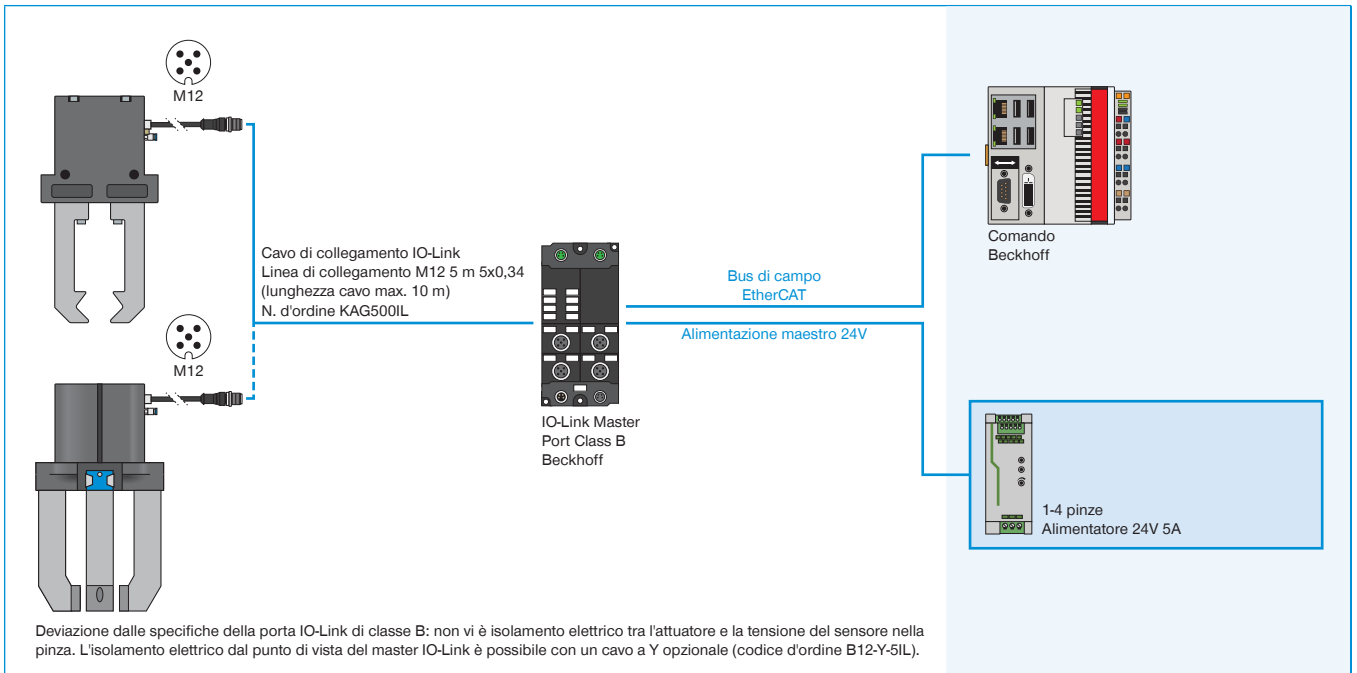 M12
Cavo di collegamento IO-Link
Linea di collegamento M12 5 m 5x0,34
(lunghezza cavo max. 10 m)
N. d'ordine KAG500IL
M12
IO-Link Master
Port Class B
Beckhoff
Bus di campo
EtherCAT
Alimentazione maestro 24V
Comando
Beckhoff
1-4 pinze
Alimentatore 24V 5A
Deviazione dalle specifiche della porta IO-Link di classe B: non vi è isolamento elettrico tra l'attuatore e la tensione del sensore nella
pinza. L'isolamento elettrico dal punto di vista del master IO-Link è possibile con un cavo a Y opzionale (codice d'ordine B12-Y-5IL).